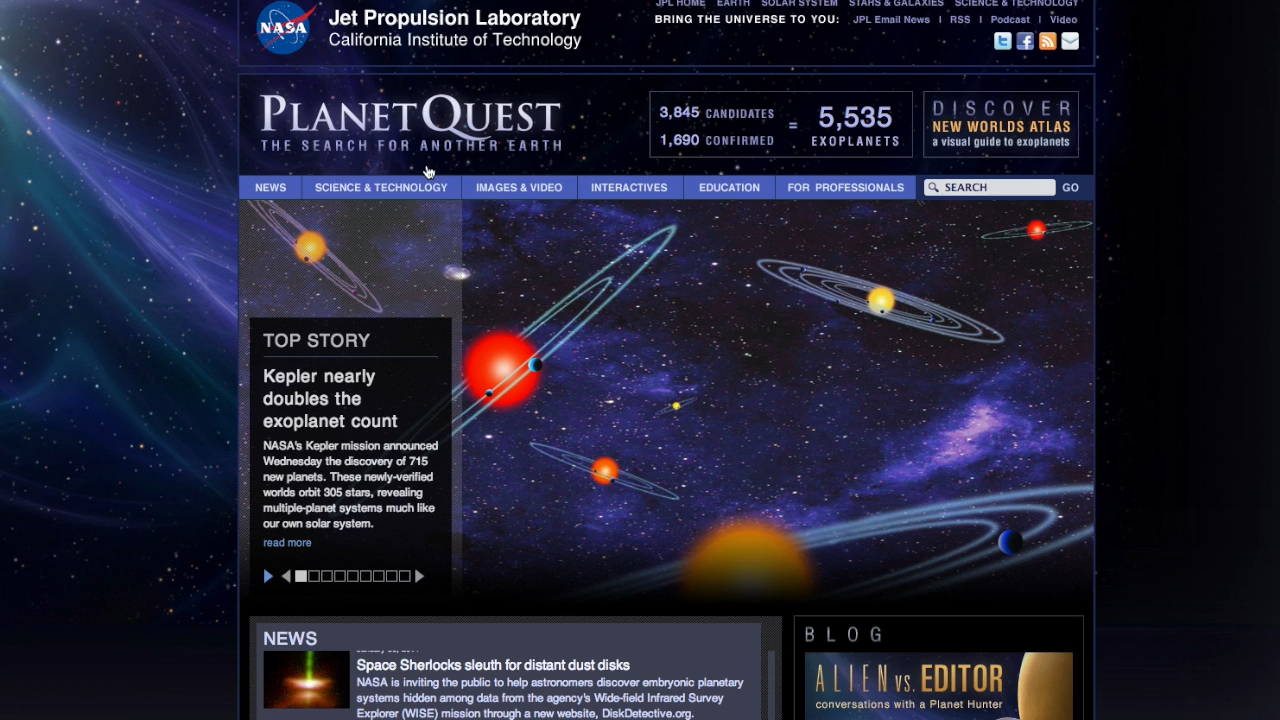 JPL HOME EARTH SOLAR SYSTEM STARS & GALAXIES SCIENCE & TECHNOLOGY
NASA
Jet Propulsion Laboratory
California Institute of Technology
BRING THE UNIVERSE TO YOU: JPL Email News | RSS | Podcast | Video
PLANETQUEST
THE SEARCH FOR ANOTHER EARTH
3,845 CANDIDATES
1,690 CONFIRMED
= 5,535
EXOPLANETS
DISCOVER
NEW WORLDS ATLAS
a visual guide to exoplanets
NEWS SCIENCE & TECHNOLOGY IMAGES & VIDEO INTERACTIVES EDUCATION FOR PROFESSIONALS SEARCH GO
TOP STORY
Kepler nearly
doubles the
exoplanet count
NASA's Kepler mission announced
Wednesday the discovery of 715
new planets. These newly-verified
worlds orbit 305 stars, revealing
multiple-planet systems much like
our own solar system.
read more
NEWS
Space Sherlocks sleuth for distant dust disks
NASA is inviting the public to help astronomers discover embryonic planetary
systems hidden among data from the agency's Wide-field Infrared Survey
Explorer (WISE) mission through a new website, DiskDetective.org.
BLOG
ALIEN VS. EDITOR
conversations with a Planet Hunter